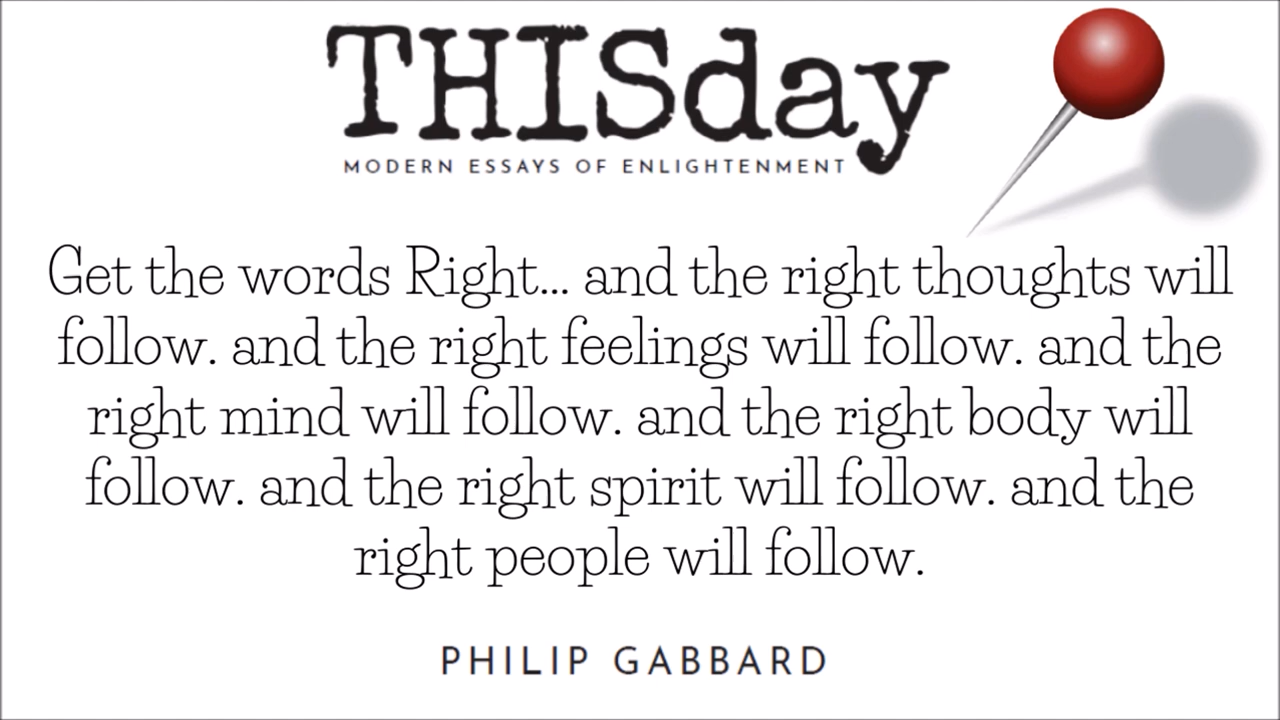 THISday
MODERN ESSAYS OF ENLIGHTENMENT
Get the words Right... and the right thoughts will
follow. and the right feelings will follow. and the
right mind will follow. and the right body will
follow. and the right spirit will follow. and the
right people will follow.
PHILIP GABBARD